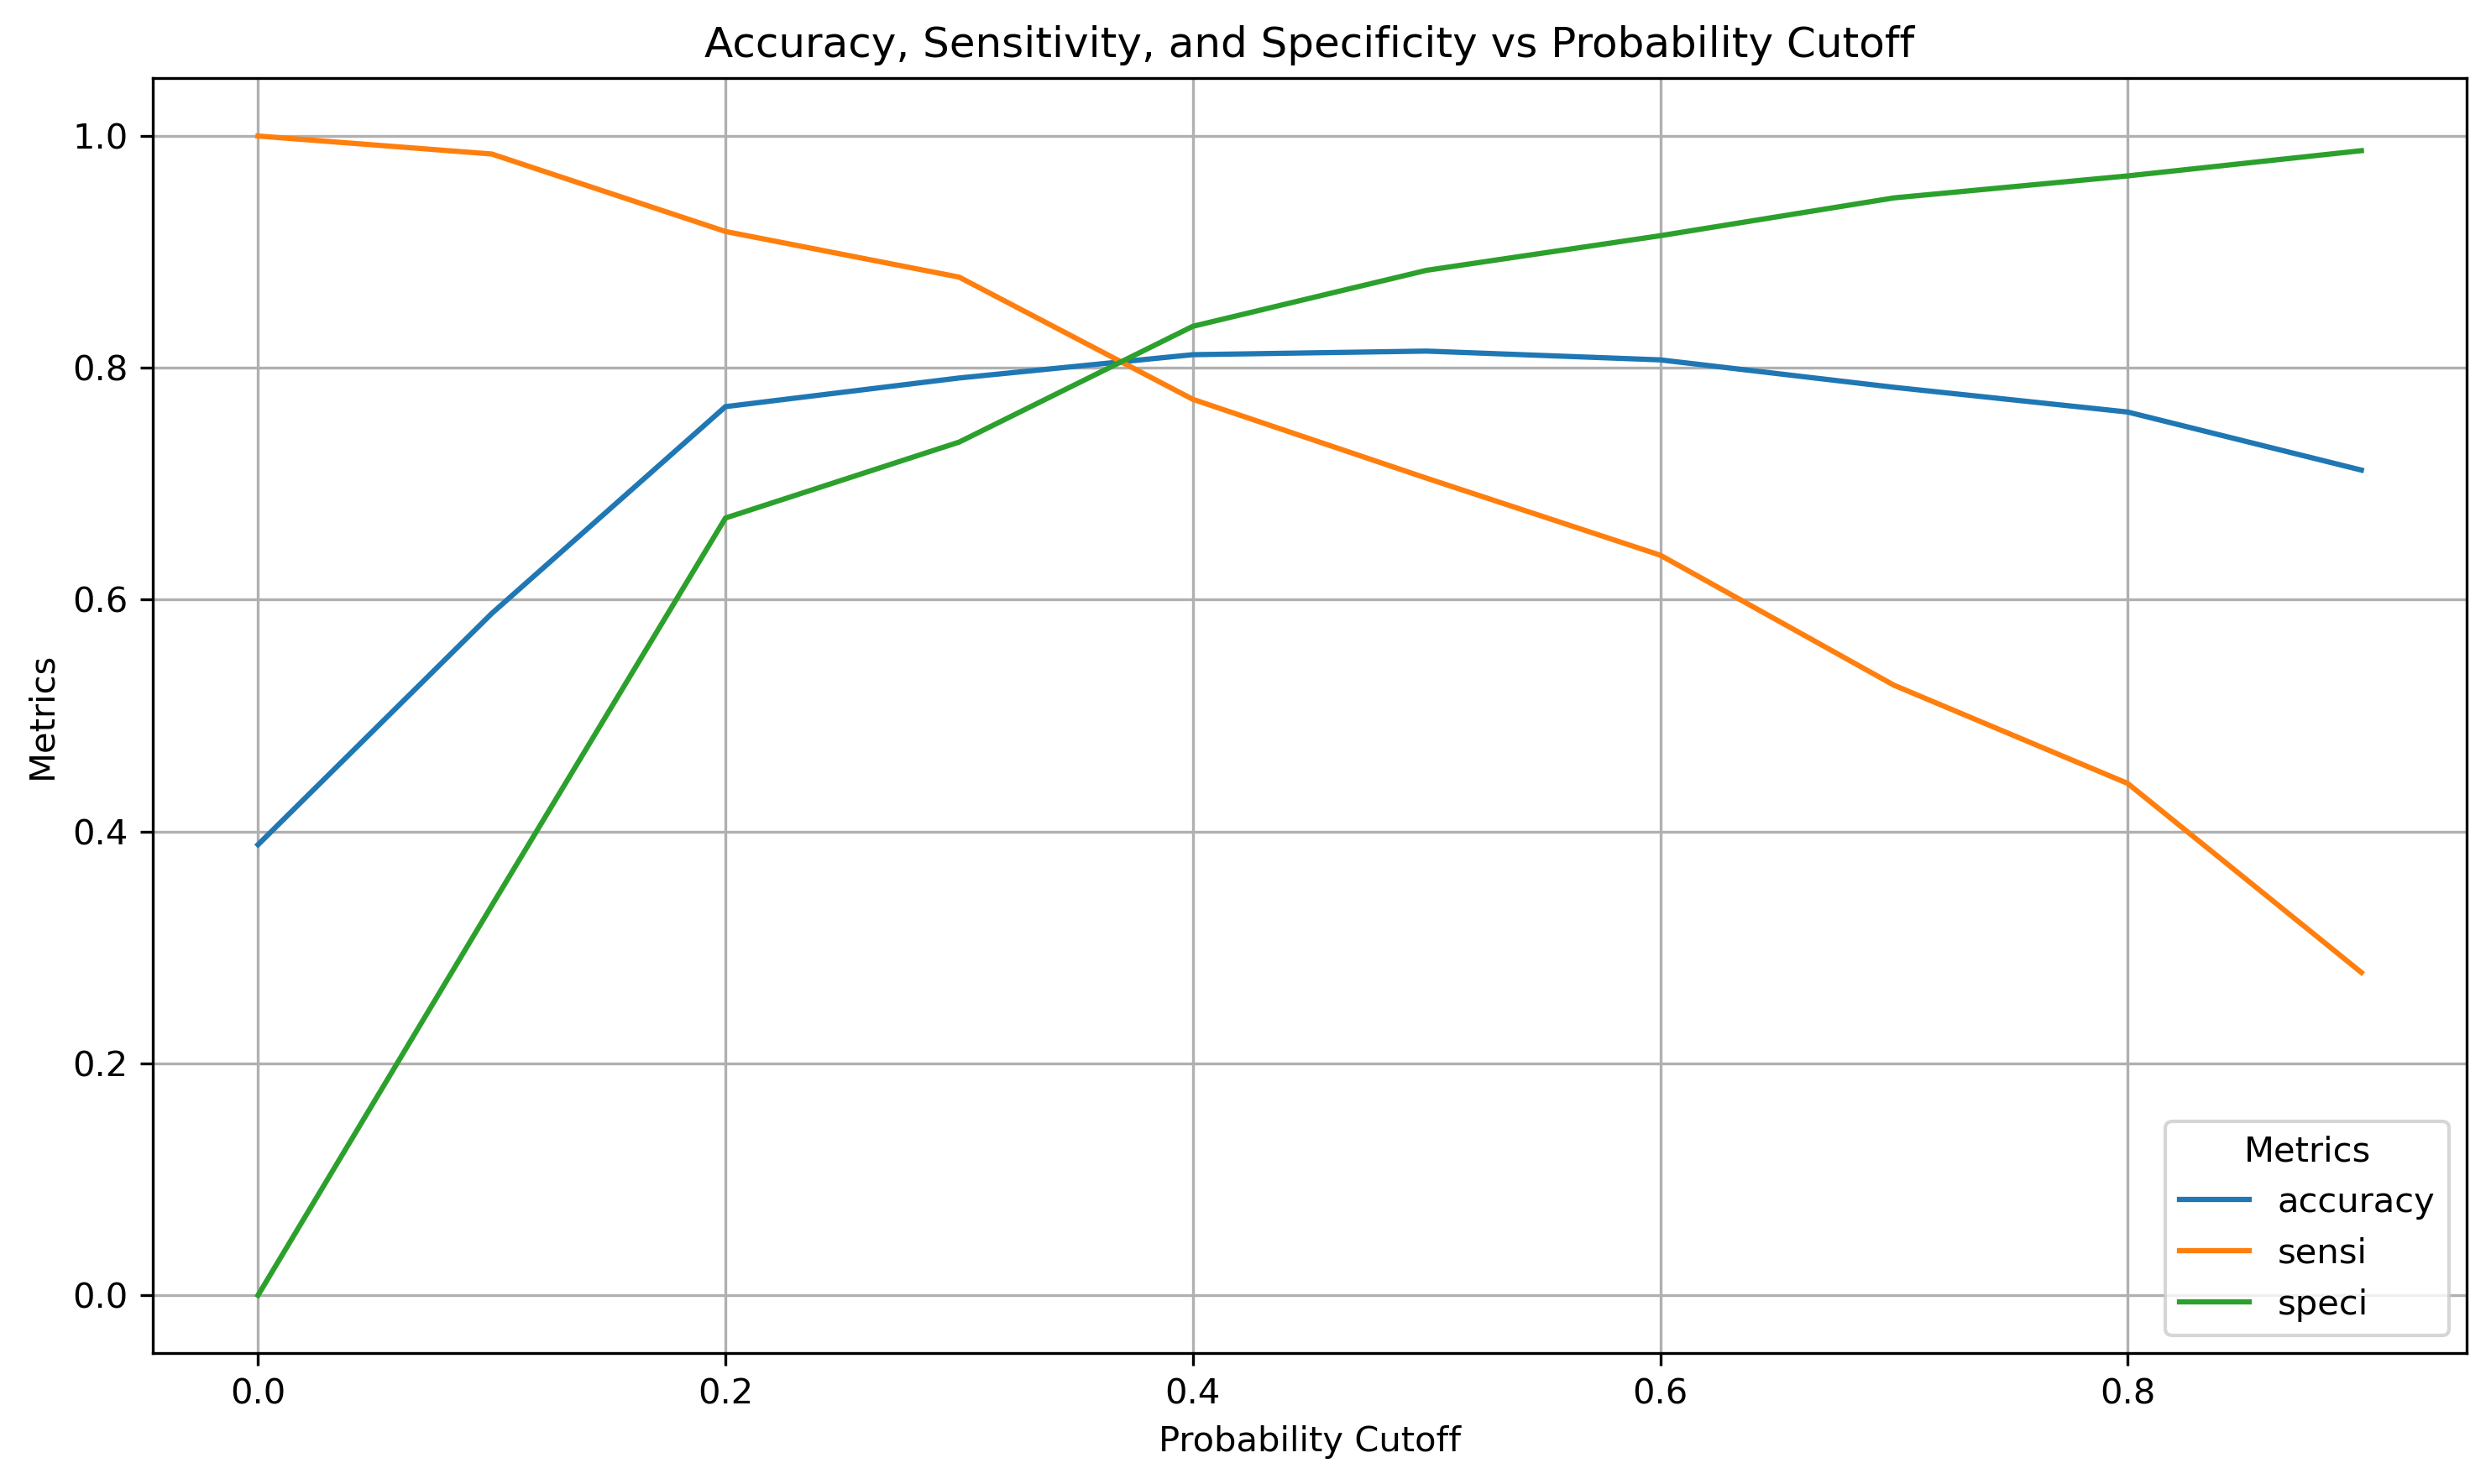 Accuracy, Sensitivity, and Specificity vs Probability Cutoff
1.0
0.8
0.6
0.4
0.2
0.0
Metrics
0.0 0.2 0.4 0.6 0.8
Probability Cutoff
Metrics
accuracy
sensi
speci